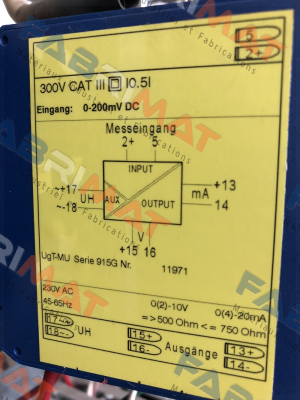 5
2+
300V CAT III I0.5I
Eingang: 0-200mV DC
Messeingang
2+ 5
INPUT
~+17 UH AUX OUTPUT mA +13
~-18 14
V
+15 16
UgT-MU Serie 915G Nr. 11971
230V AC
45-65Hz 0(2)-10V 0(4)-20mA
=>500 Ohm <= 750 Ohm
17~ UH 15+ Ausgänge 13+
18~ 16- 14-
FABRIMAT